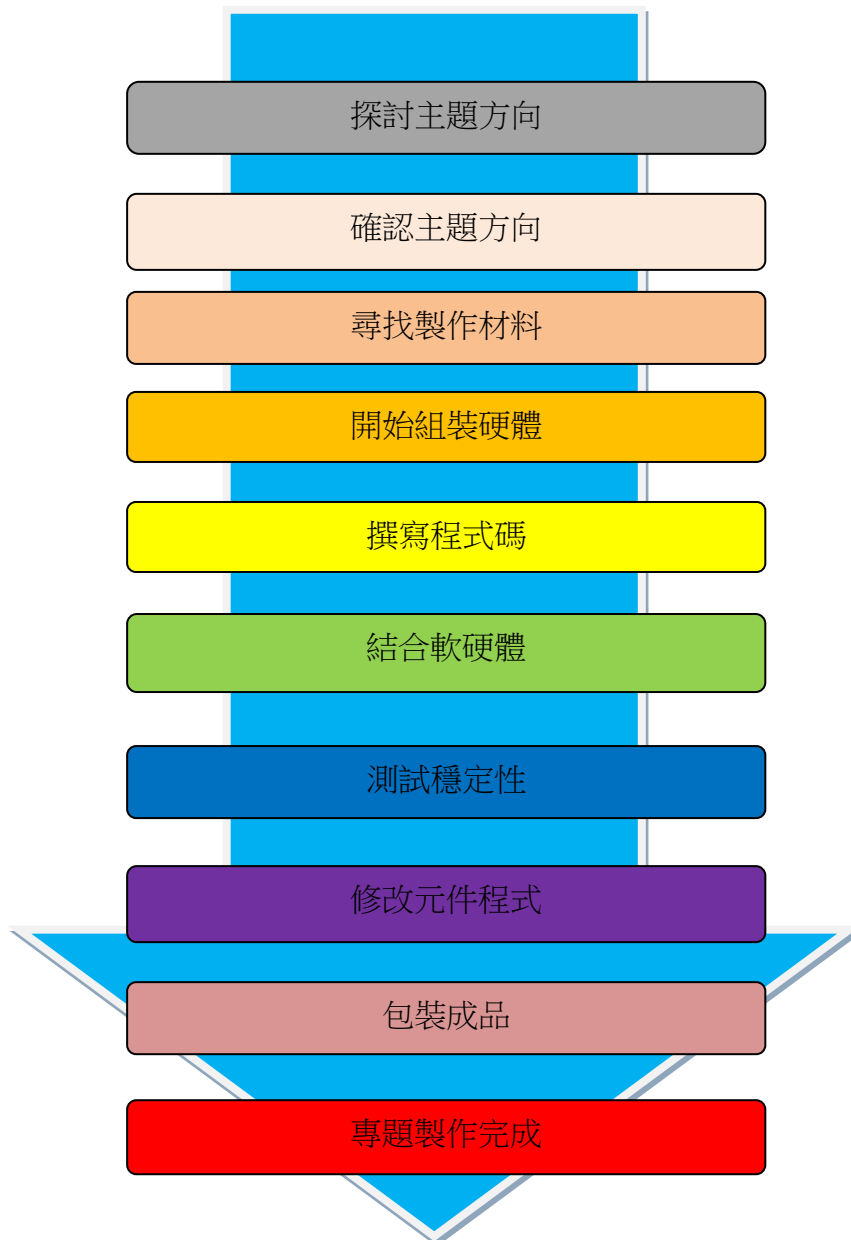 探討主題方向
確認主題方向
尋找製作材料
開始組裝硬體
撰寫程式碼
結合軟硬體
測試穩定性
修改元件程式
包裝成品
專題製作完成